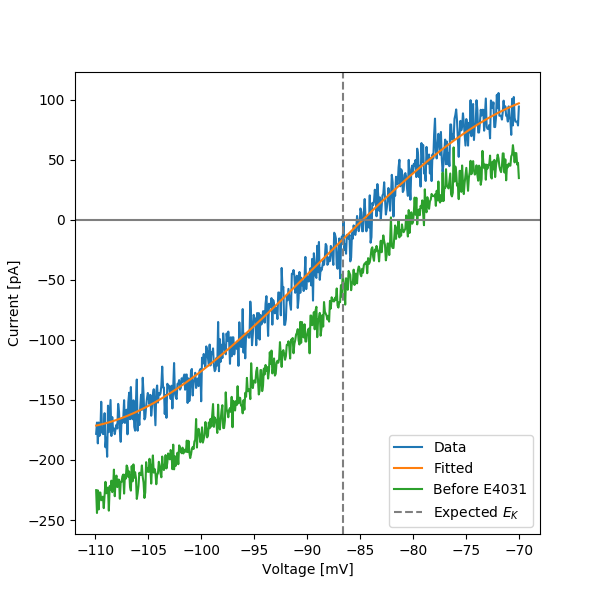 100
50
0
−50
−100
−150
−200
−250
Current [pA]
Data
Fitted
Before E4031
Expected E_K
−110 −105 −100 −95 −90 −85 −80 −75 −70
Voltage [mV]